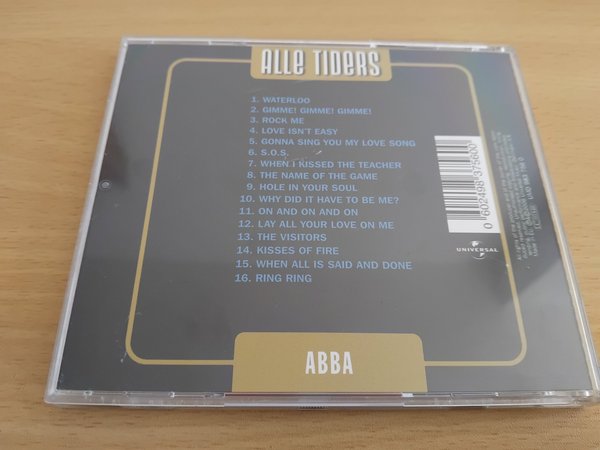 ALLE TIDERS
1. WATERLOO
2. GIMME! GIMME! GIMME!
3. ROCK ME
4. LOVE ISN'T EASY
5. GONNA SING YOU MY LOVE SONG
6. S.O.S.
7. WHEN I KISSED THE TEACHER
8. THE NAME OF THE GAME
9. HOLE IN YOUR SOUL
10. WHY DID IT HAVE TO BE ME?
11. ON AND ON AND ON
12. LAY ALL YOUR LOVE ON ME
13. THE VISITORS
14. KISSES OF FIRE
15. WHEN ALL IS SAID AND DONE
16. RING RING
ABBA
0 602498 375600
UNIVERSAL